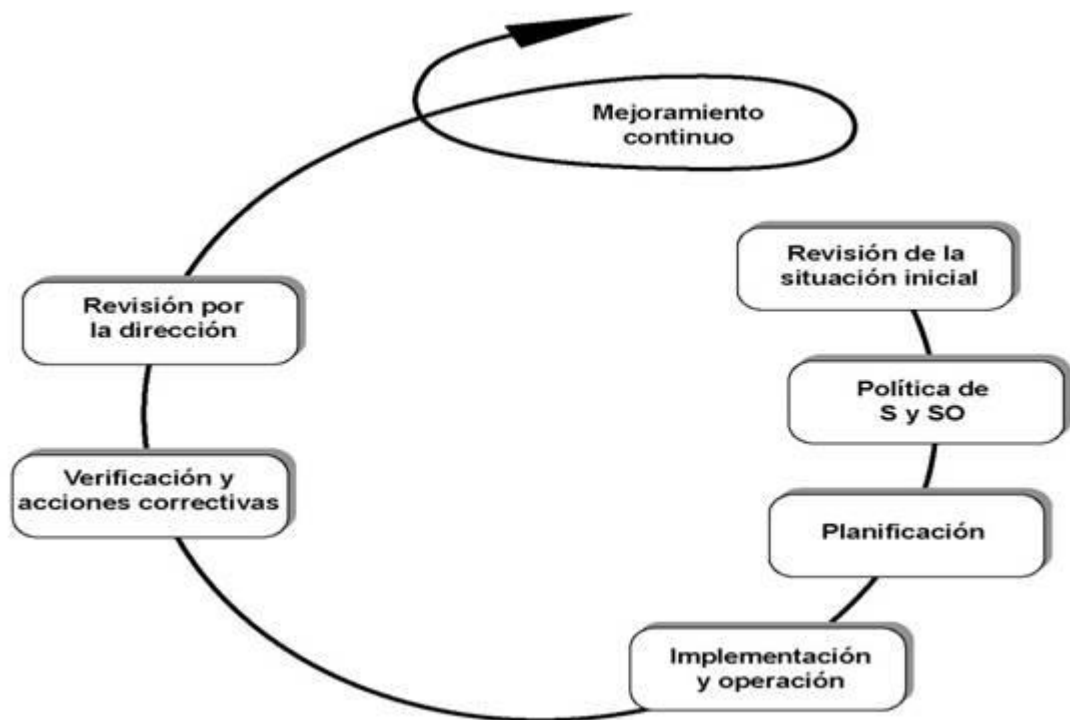 Mejoramiento
continuo
Revisión de la
situación inicial
Política de
S y SO
Planificación
Implementación
y operación
Verificación y
acciones correctivas
Revisión por
la dirección